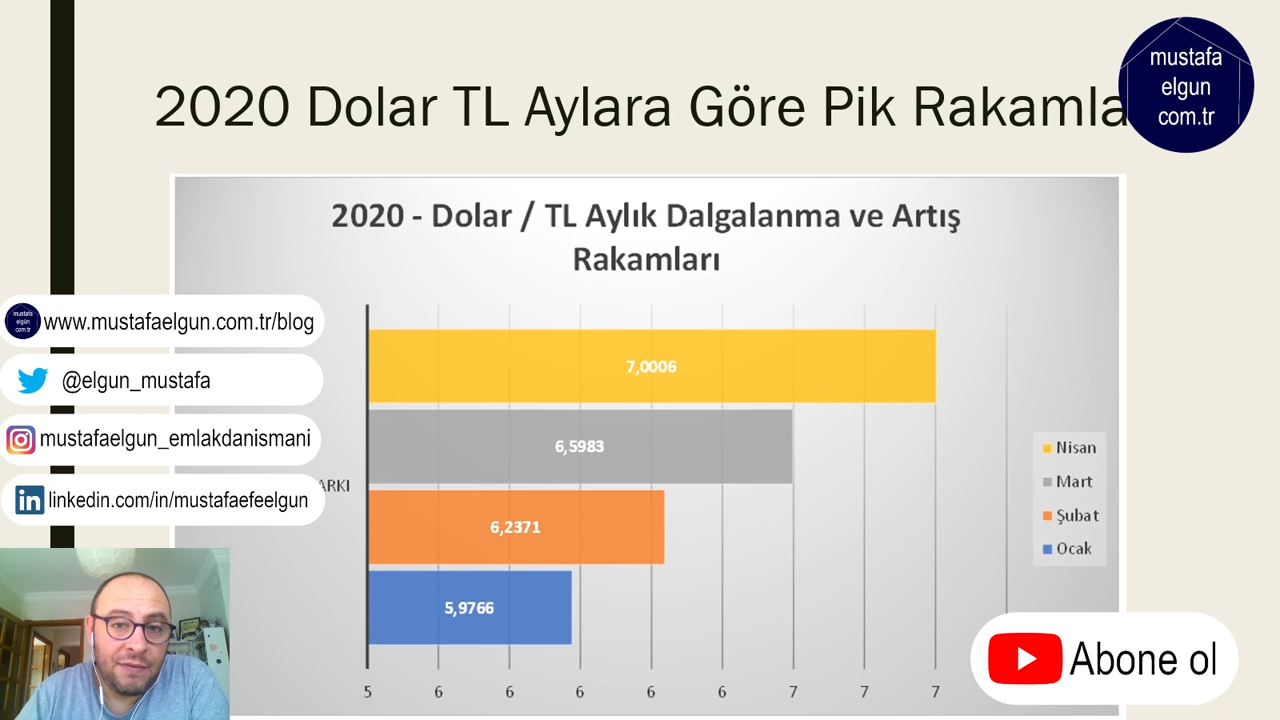 2020 Dolar TL Aylara Göre Pik Rakamla
mustafa
elgun
com.tr
2020 - Dolar / TL Aylık Dalgalanma ve Artış
Rakamları
www.mustafaelgun.com.tr/blog
@elgun_mustafa
mustafaelgun_emlakdanismani
linkedin.com/in/mustafaefeelgun
ARKI
7,0006
6,5983
6,2371
5,9766
Nisan
Mart
Şubat
Ocak
5 6 6 6 6 6 7 7 7
Abone ol